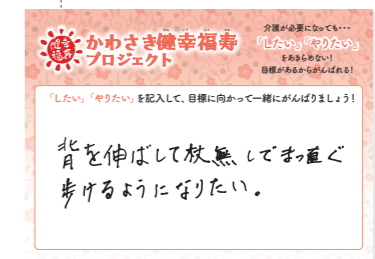 健幸福寿
かわさき健幸福寿
プロジェクト
介護が必要になっても・・・
「したい」「やりたい」
をあきらめない!
目標があるからがんばれる!
「したい」「やりたい」を記入して、目標に向かって一緒にがんばりましょう!
背を伸ばして杖無しでまっ直ぐ
歩けるようになりたい。